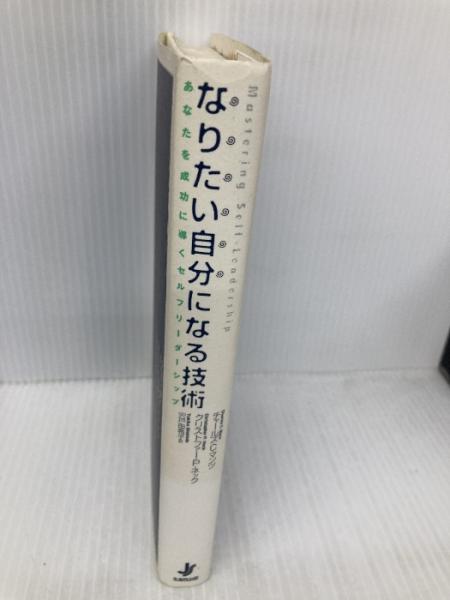 Mastering Self-Leadership
なりたい自分になる技術
あなたを成功に導くセルフリーダーシップ
チャールズ・C・マンツ
クリストファー・P・ネック